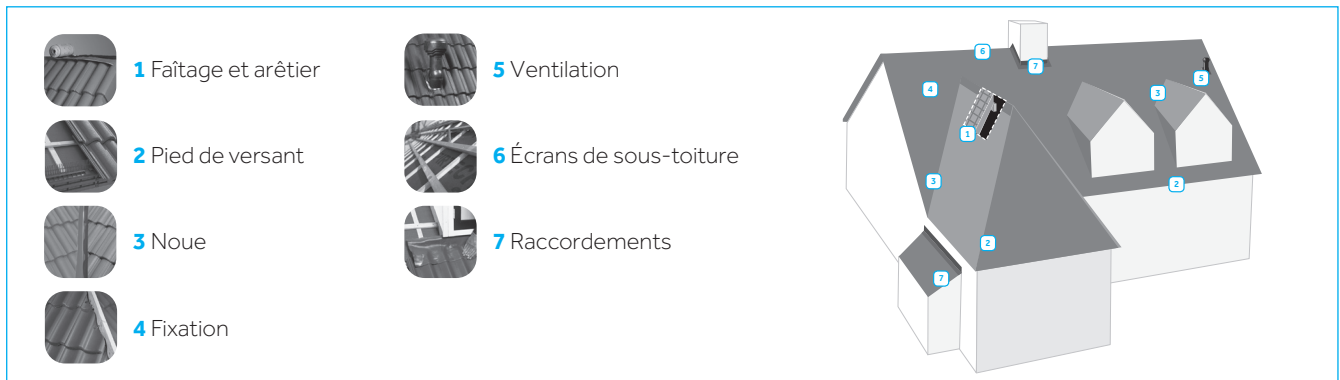 1 Faîtage et arêtier
2 Pied de versant
3 Noue
4 Fixation
5 Ventilation
6 Écrans de sous-toiture
7 Raccordements
6
7
4
5
3
1
3
2
2
7